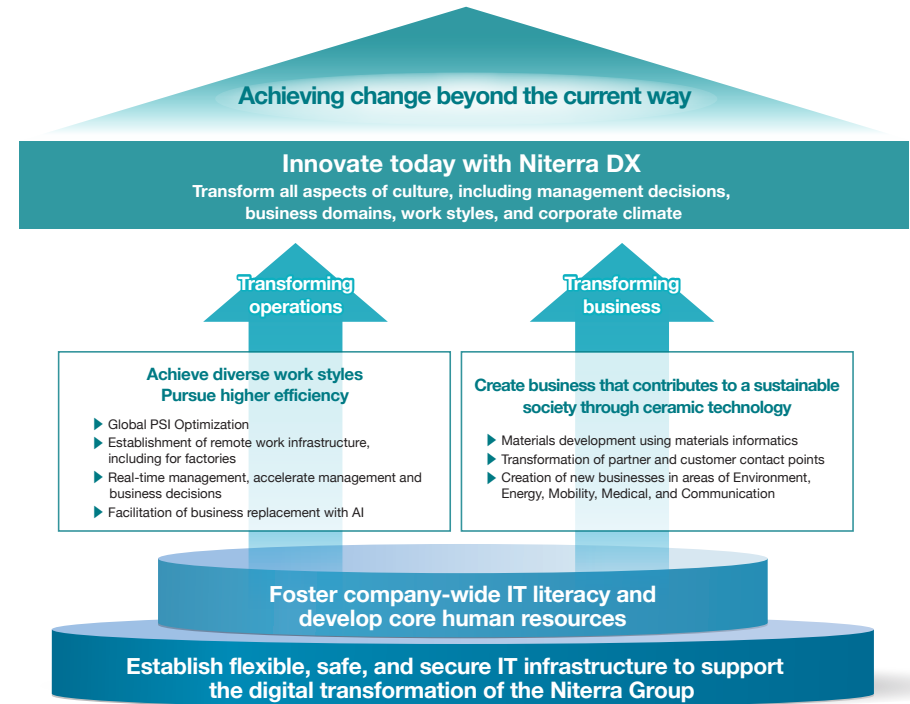 Achieving change beyond the current way
Innovate today with Niterra DX
Transform all aspects of culture, including management decisions,
business domains, work styles, and corporate climate
Transforming
operations
Transforming
business
Achieve diverse work styles
Pursue higher efficiency
Global PSI Optimization
Establishment of remote work infrastructure,
including for factories
Real-time management, accelerate management and
business decisions
Facilitation of business replacement with AI
Create business that contributes to a sustainable
society through ceramic technology
Materials development using materials informatics
Transformation of partner and customer contact points
Creation of new businesses in areas of Environment,
Energy, Mobility, Medical, and Communication
Foster company-wide IT literacy and
develop core human resources
Establish flexible, safe, and secure IT infrastructure to support
the digital transformation of the Niterra Group